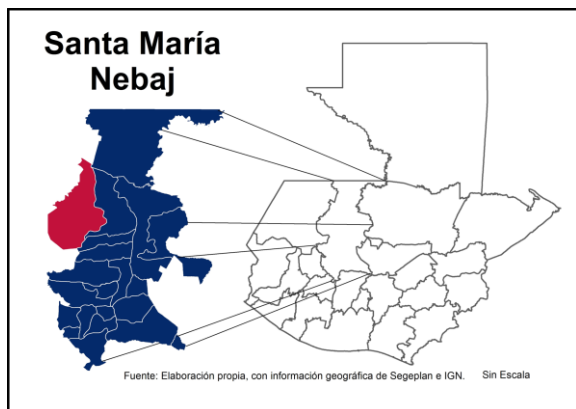 Santa María
Nebaj
Fuente: Elaboración propia, con información geográfica de Segeplan e IGN. Sin Escala